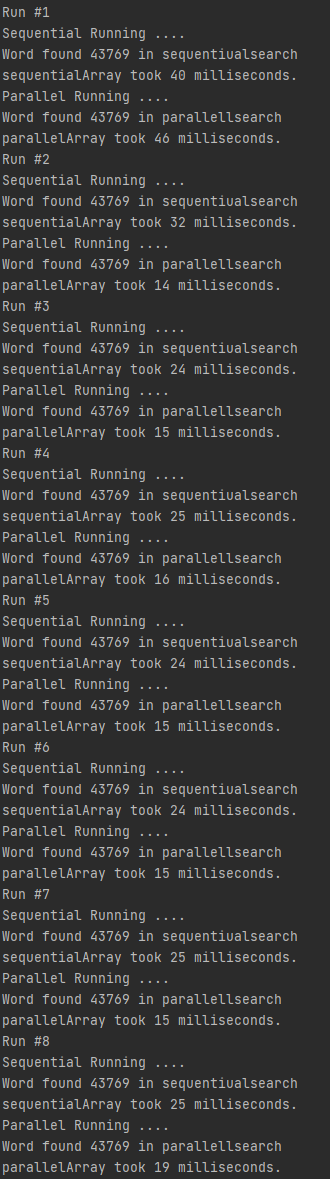 Run #1
Sequential Running ....
Word found 43769 in sequentiualsearch
sequentialArray took 40 milliseconds.
Parallel Running ....
Word found 43769 in parallellsearch
parallelArray took 46 milliseconds.
Run #2
Sequential Running ....
Word found 43769 in sequentiualsearch
sequentialArray took 32 milliseconds.
Parallel Running ....
Word found 43769 in parallellsearch
parallelArray took 14 milliseconds.
Run #3
Sequential Running ....
Word found 43769 in sequentiualsearch
sequentialArray took 24 milliseconds.
Parallel Running ....
Word found 43769 in parallellsearch
parallelArray took 15 milliseconds.
Run #4
Sequential Running ....
Word found 43769 in sequentiualsearch
sequentialArray took 25 milliseconds.
Parallel Running ....
Word found 43769 in parallellsearch
parallelArray took 16 milliseconds.
Run #5
Sequential Running ....
Word found 43769 in sequentiualsearch
sequentialArray took 24 milliseconds.
Parallel Running ....
Word found 43769 in parallellsearch
parallelArray took 15 milliseconds.
Run #6
Sequential Running ....
Word found 43769 in sequentiualsearch
sequentialArray took 24 milliseconds.
Parallel Running ....
Word found 43769 in parallellsearch
parallelArray took 15 milliseconds.
Run #7
Sequential Running ....
Word found 43769 in sequentiualsearch
sequentialArray took 25 milliseconds.
Parallel Running ....
Word found 43769 in parallellsearch
parallelArray took 15 milliseconds.
Run #8
Sequential Running ....
Word found 43769 in sequentiualsearch
sequentialArray took 25 milliseconds.
Parallel Running ....
Word found 43769 in parallellsearch
parallelArray took 19 milliseconds.